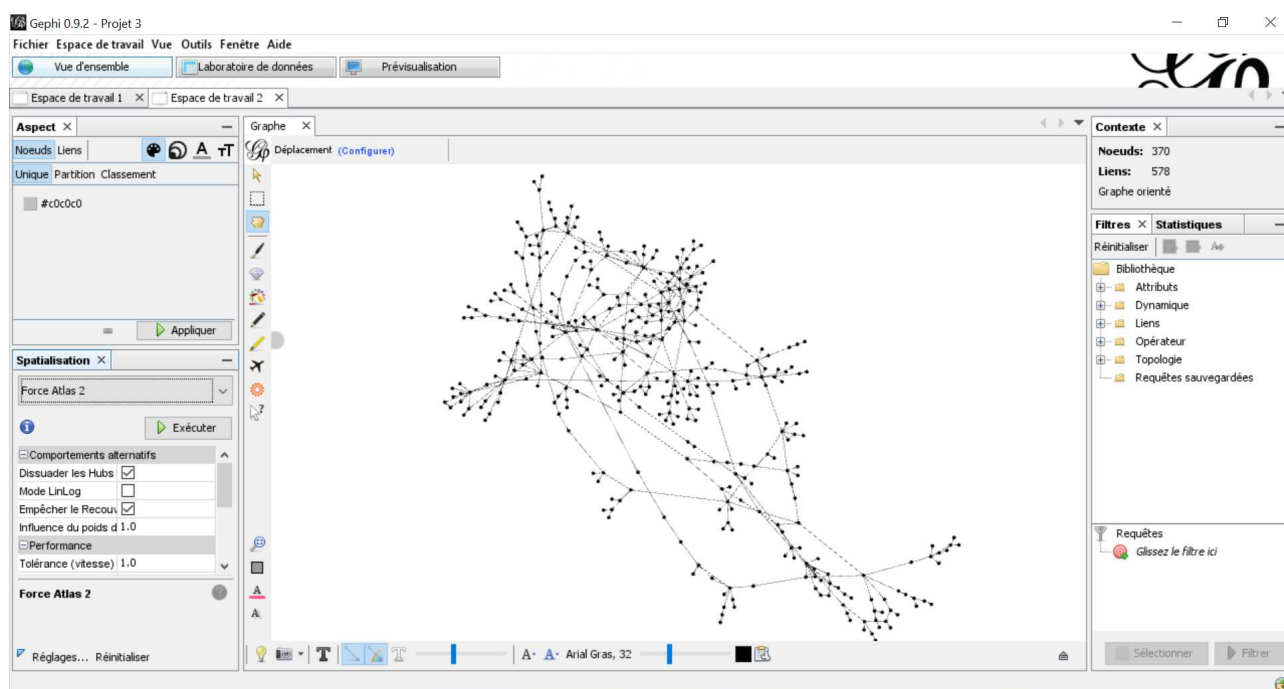 Gephi 0.9.2 - Projet 3
Fichier Espace de travail Vue Outils Fenêtre Aide
Vue d'ensemble Laboratoire de données Prévisualisation
Espace de travail 1 Espace de travail 2
Aspect
Noeuds Liens
Unique Partition Classement
#c0c0c0
Appliquer
Spatialisation
Force Atlas 2
Exécuter
Comportements alternatifs
Dissuader les Hubs
Mode LinLog
Empêcher le Recouv
Influence du poids d 1.0
Performance
Tolérance (vitesse) 1.0
Force Atlas 2
Réglages... Réinitialiser
Graphe
Déplacement (Configurer)
A- A- Arial Gras, 32
Contexte
Noeuds: 370
Liens: 578
Graphe orienté
Filtres Statistiques
Réinitialiser
Bibliothèque
Attributs
Dynamique
Liens
Opérateur
Topologie
Requêtes sauvegardées
Requêtes
Glissez le filtre ici
Sélectionner Filtrer